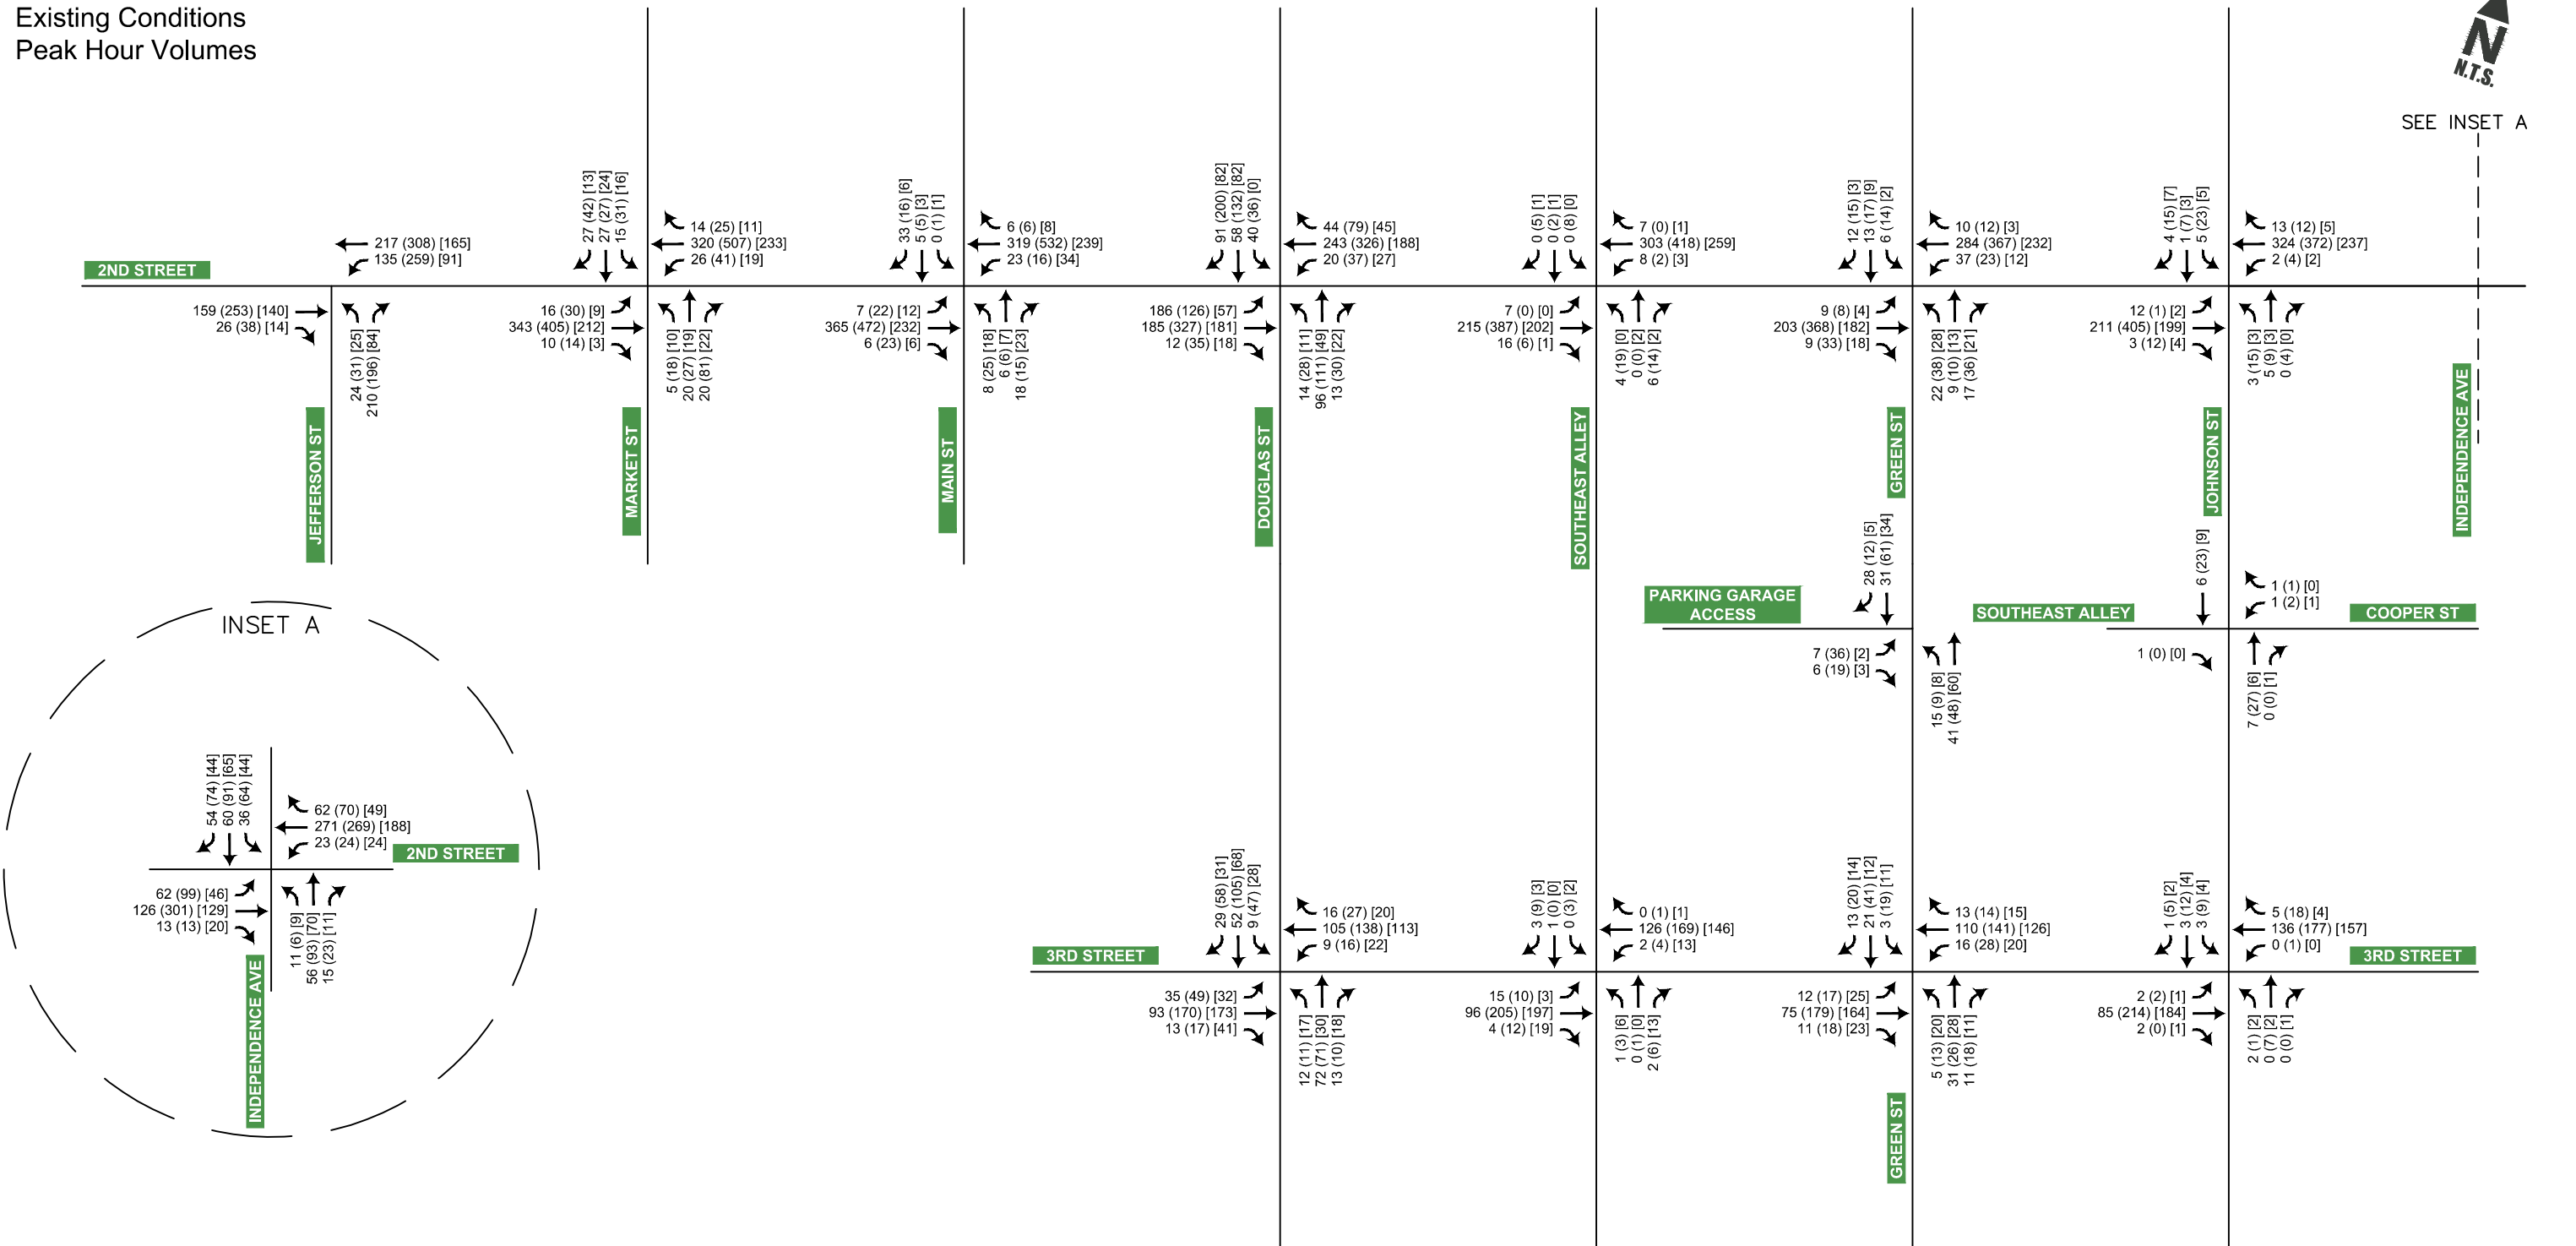 Existing Conditions
Peak Hour Volumes
N
N.T.S.
SEE INSET A
2ND STREET
217 (308) [165]
135 (259) [91]
159 (253) [140]
26 (38) [14]
24 (31) [25]
210 (196) [84]
JEFFERSON ST
27 (42) [13]
27 (27) [24]
15 (31) [16]
14 (25) [11]
320 (507) [233]
26 (41) [19]
16 (30) [9]
343 (405) [212]
10 (14) [3]
5 (18) [10]
20 (27) [19]
20 (81) [22]
MARKET ST
33 (16) [6]
5 (5) [3]
0 (1) [1]
6 (6) [8]
319 (532) [239]
23 (16) [34]
7 (22) [12]
365 (472) [232]
6 (23) [6]
8 (25) [18]
6 (6) [7]
18 (15) [23]
MAIN ST
91 (200) [82]
58 (132) [82]
40 (36) [0]
44 (79) [45]
243 (326) [188]
20 (37) [27]
186 (126) [57]
185 (327) [181]
12 (35) [18]
14 (28) [11]
96 (111) [49]
13 (30) [22]
DOUGLAS ST
0 (5) [1]
0 (2) [1]
0 (8) [0]
7 (0) [1]
303 (418) [259]
8 (2) [3]
7 (0) [0]
215 (387) [202]
16 (6) [1]
4 (19) [0]
0 (0) [2]
6 (14) [2]
SOUTHEAST ALLEY
12 (15) [3]
13 (17) [9]
6 (14) [2]
10 (12) [3]
284 (367) [232]
37 (23) [12]
9 (8) [4]
203 (368) [182]
9 (33) [18]
22 (38) [28]
9 (10) [13]
17 (36) [21]
GREEN ST
4 (15) [7]
1 (7) [3]
5 (23) [5]
13 (12) [5]
324 (372) [237]
2 (4) [2]
12 (1) [2]
211 (405) [199]
3 (12) [4]
3 (15) [3]
5 (9) [3]
0 (4) [0]
JOHNSON ST
INDEPENDENCE AVE
28 (12) [5]
31 (61) [34]
PARKING GARAGE
ACCESS
7 (36) [2]
6 (19) [3]
15 (9) [8]
41 (48) [60]
SOUTHEAST ALLEY
6 (23) [9]
1 (1) [0]
1 (2) [1]
COOPER ST
1 (0) [0]
7 (27) [6]
0 (0) [1]
INSET A
54 (74) [44]
60 (91) [65]
36 (64) [44]
62 (70) [49]
271 (269) [188]
23 (24) [24]
2ND STREET
62 (99) [46]
126 (301) [129]
13 (13) [20]
11 (6) [9]
56 (93) [70]
15 (23) [11]
INDEPENDENCE AVE
3RD STREET
29 (58) [31]
52 (105) [68]
9 (47) [28]
16 (27) [20]
105 (138) [113]
9 (16) [22]
35 (49) [32]
93 (170) [173]
13 (17) [41]
12 (11) [17]
72 (71) [30]
13 (10) [18]
3 (9) [3]
1 (0) [0]
0 (3) [2]
0 (1) [1]
126 (169) [146]
2 (4) [13]
15 (10) [3]
96 (205) [197]
4 (12) [19]
1 (3) [6]
0 (1) [0]
2 (6) [13]
13 (20) [14]
21 (41) [12]
3 (19) [11]
13 (14) [15]
110 (141) [126]
16 (28) [20]
12 (17) [25]
75 (179) [164]
11 (18) [23]
5 (13) [20]
31 (26) [28]
11 (18) [11]
GREEN ST
1 (5) [2]
3 (12) [4]
3 (9) [4]
5 (18) [4]
136 (177) [157]
0 (1) [0]
3RD STREET
2 (2) [1]
85 (214) [184]
2 (0) [1]
2 (1) [2]
0 (7) [2]
0 (0) [1]